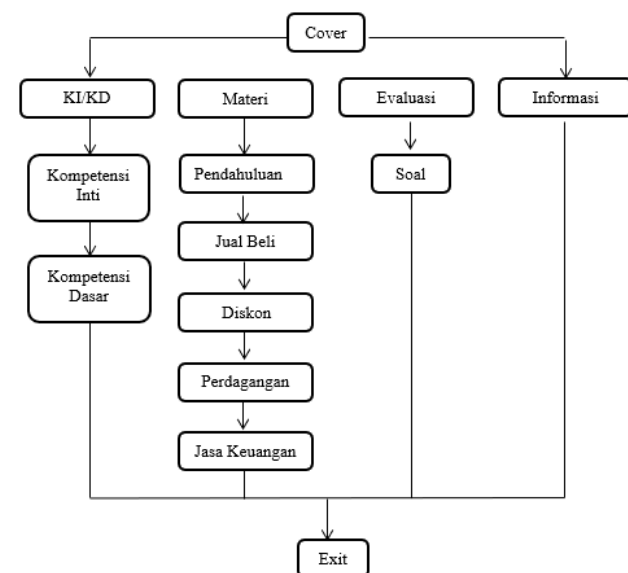 Cover
KI/KD
Materi
Evaluasi
Informasi
Kompetensi
Inti
Pendahuluan
Soal
Jual Beli
Kompetensi
Dasar
Diskon
Perdagangan
Jasa Keuangan
Exit